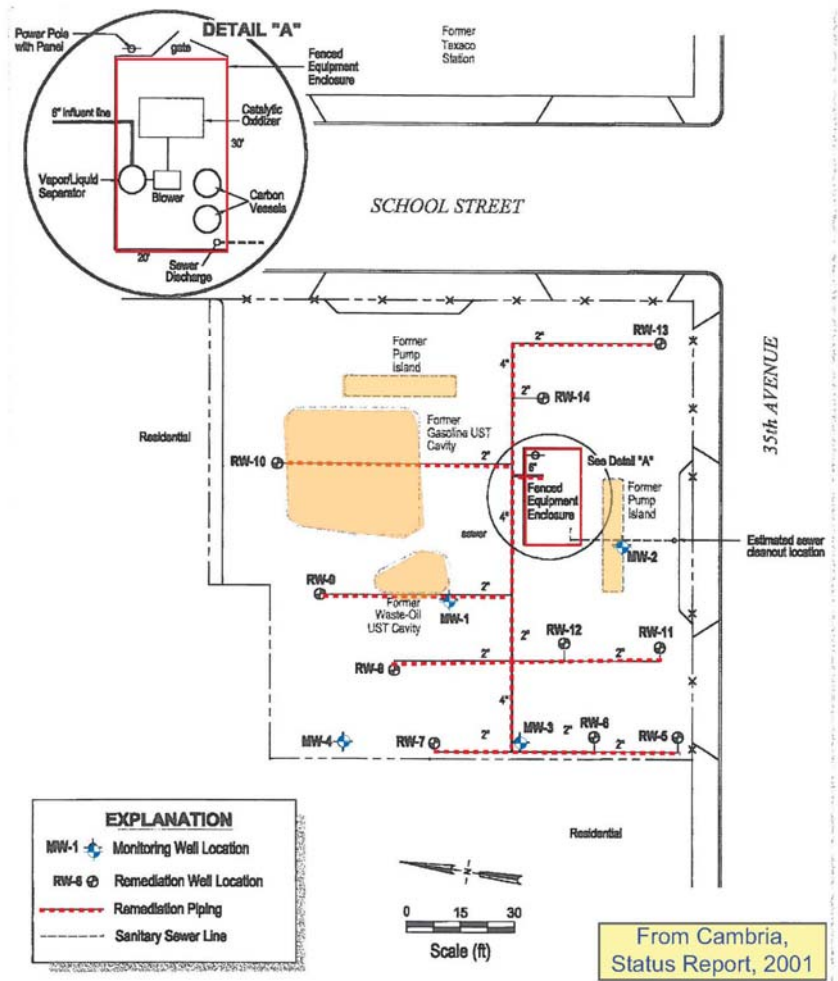 DETAIL "A"
Power Pole
with Panel
gate
Fenced
Equipment
Enclosure
6" Influent line
Catalytic
Oxidizer
30'
Vapor/Liquid
Separator
Blower
Carbon
Vessels
20'
Sewer
Discharge
Former
Texaco
Station
SCHOOL STREET
35th AVENUE
Former
Pump
Island
2"
RW-13
4"
2"
RW-14
Residential
Former
Gasoline UST
Cavity
RW-10
2"
See Detail "A"
6"
Fenced
Equipment
Enclosure
Former
Pump
Island
4"
sewer
MW-2
Estimated sewer
cleanout location
RW-9
2"
MW-1
Former
Waste-Oil
UST Cavity
RW-12
RW-11
2"
RW-8
2"
2"
4"
MW-4
RW-7
2"
MW-3
2"
RW-6
2"
RW-5
EXPLANATION
MW-1 Monitoring Well Location
RW-6 Remediation Well Location
Remediation Piping
Sanitary Sewer Line
Residential
N
0 15 30
Scale (ft)
From Cambria,
Status Report, 2001